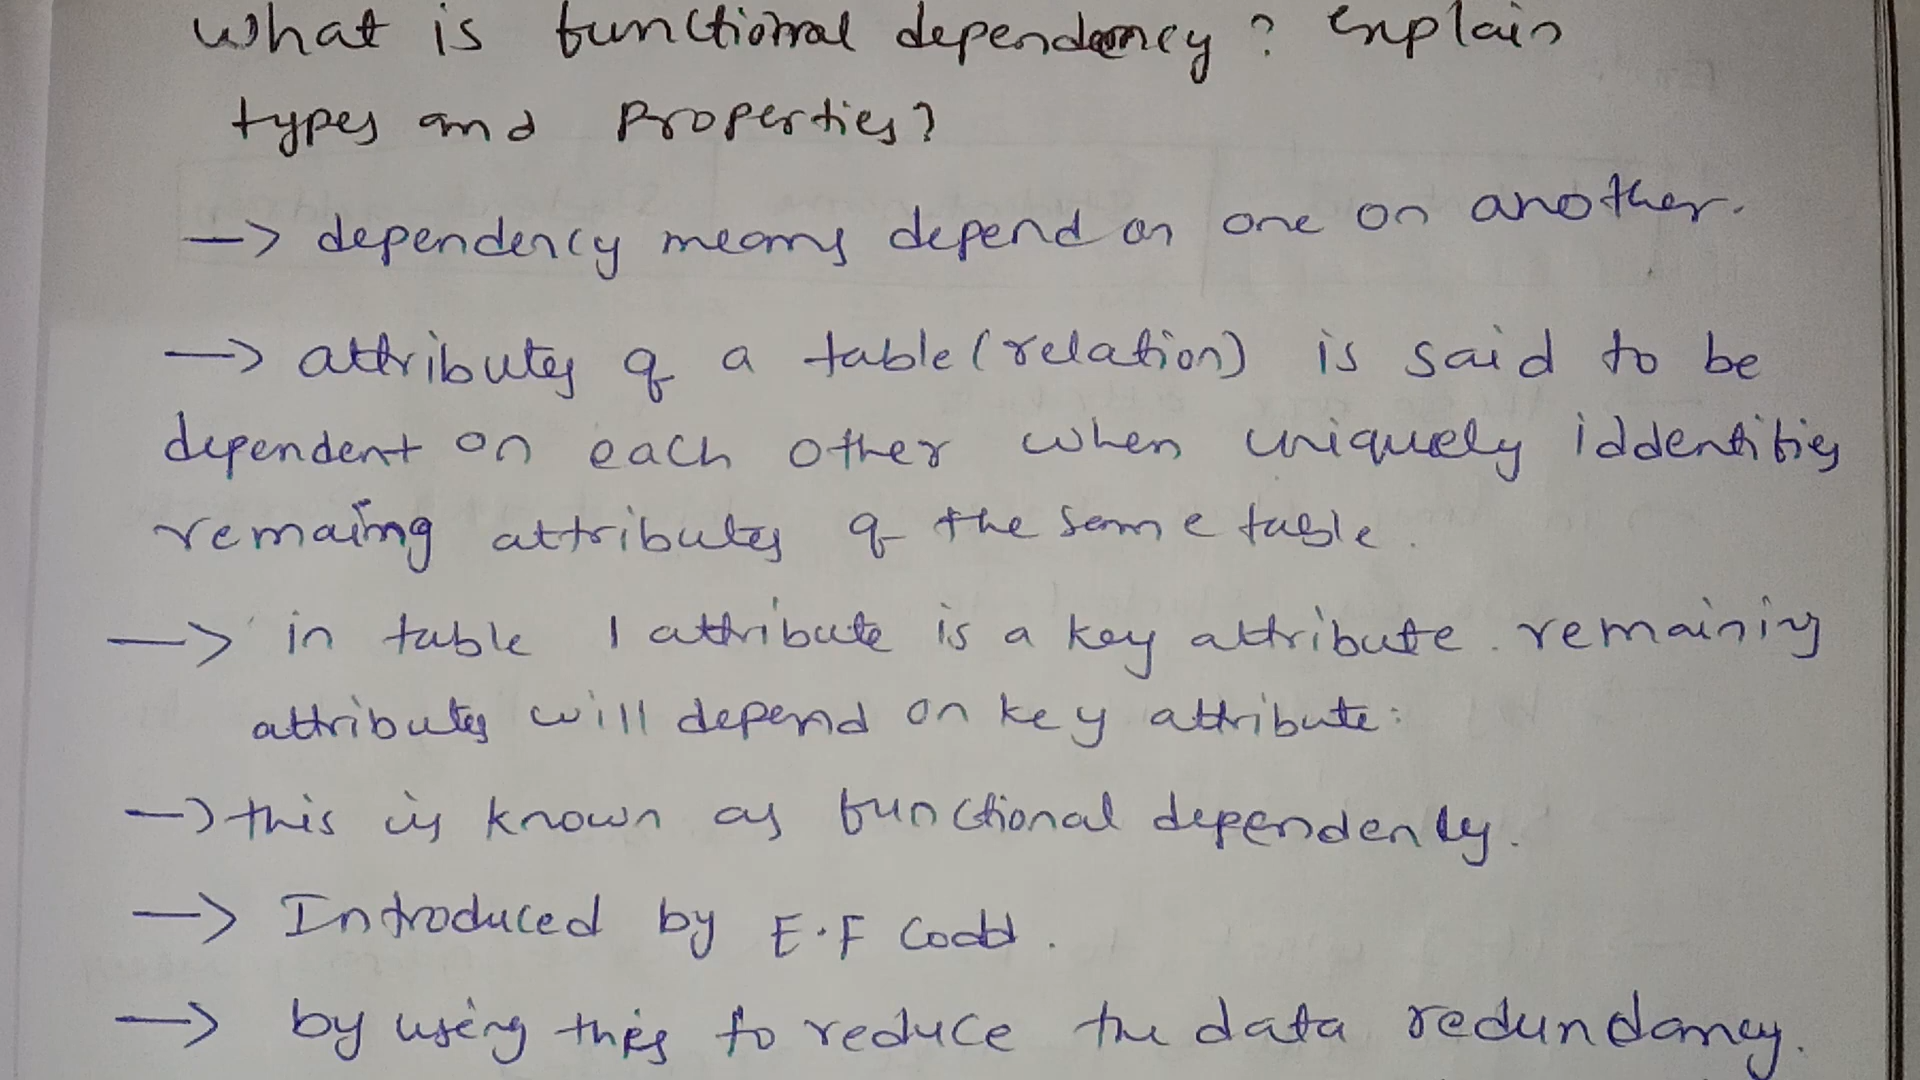 What is functional dependency? Explain
types and Properties?
-> dependency means depend on one on another.
-> attributes of a table (relation) is said to be
dependent on each other when uniquely iddentifies
remaing attributes of the same table.
-> in table 1 attribute is a key attribute. remaining
attributes will depend on key attribute:
-> this is known as functional dependency.
-> Introduced by E.F Codd.
-> by using this to reduce the data redundancy.